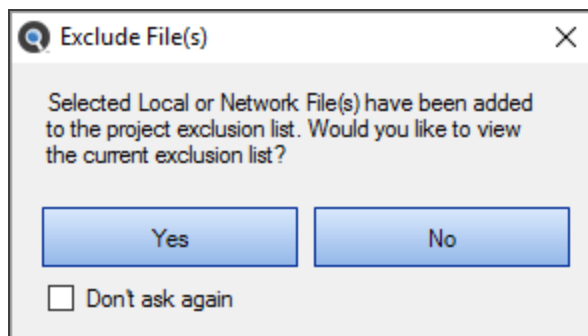 Exclude File(s)
Selected Local or Network File(s) have been added
to the project exclusion list. Would you like to view
the current exclusion list?
Yes
No
Don't ask again